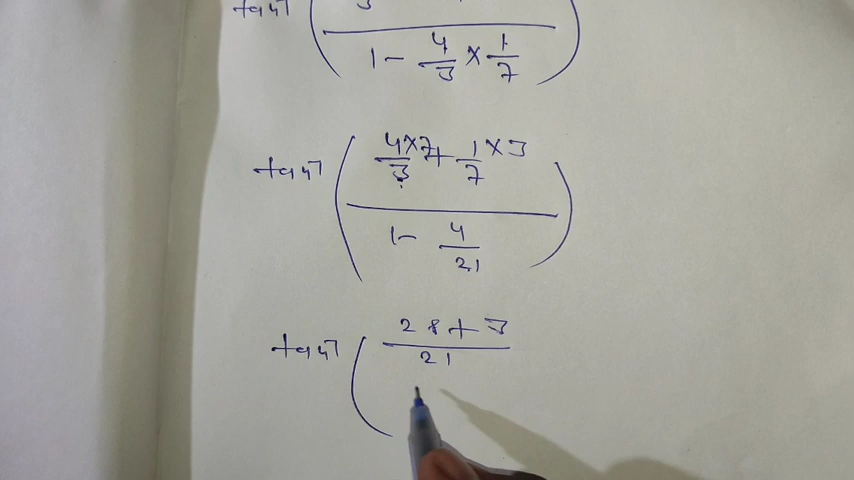 tan⁻¹ ( 3
1 - 4/3 × 1/7 )
tan⁻¹ ( 4×7/3 + 1×3/7
1 - 4/21 )
tan⁻¹ ( 28+3
21